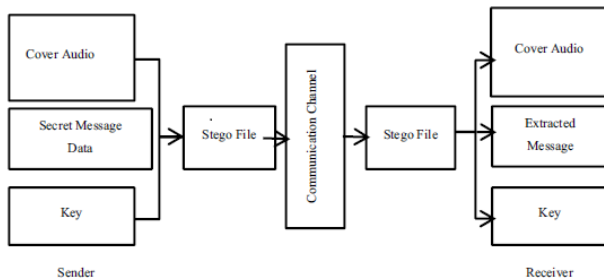 Cover Audio
Secret Message
Data
Key
Sender
Stego File
Communication Channel
Stego File
Cover Audio
Extracted
Message
Key
Receiver